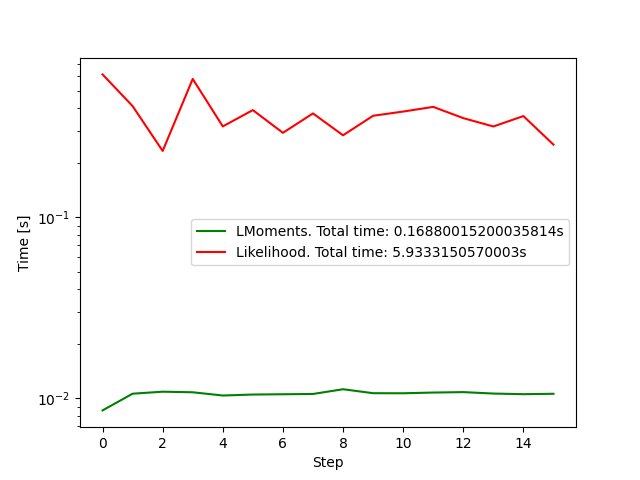 Time [s]
10⁻¹
10⁻²
LMoments. Total time: 0.16880015200035814s
Likelihood. Total time: 5.9333150570003s
0 2 4 6 8 10 12 14
Step